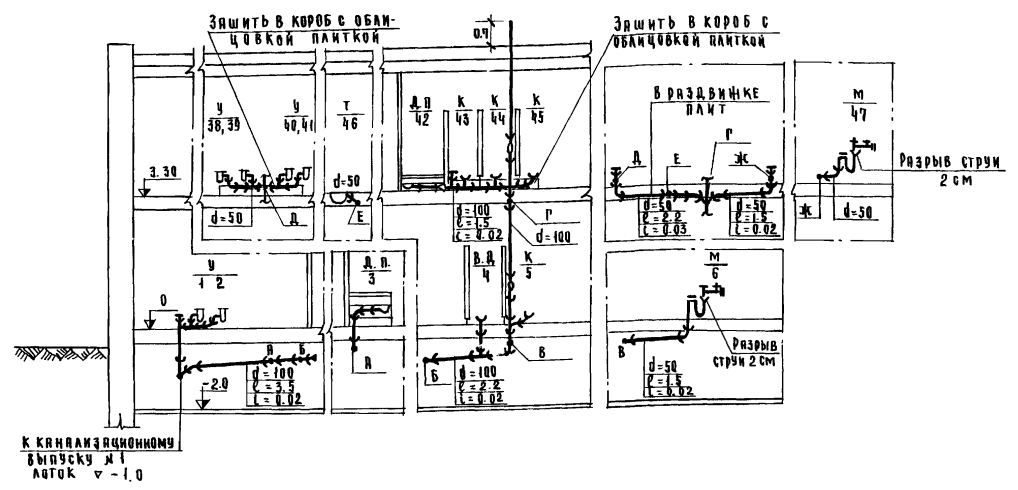 Зашить в короб с обли-
цовкой плиткой
0.7
Зашить в короб с
облицовкой плиткой
У
38,39
У
40,41
Т
46
Д.П
42
К
43
К
44
К
45
В раздвижке
плит
М
47
Г
Д
Е
Ж
Разрыв струи
2 см
3.30
d=50
d=50
Д
Е
d=100
l=1.5
i=0.02
Г
d=100
d=50
l=2.2
i=0.03
d=50
l=1.5
i=0.02
Ж
d=50
У
1 2
Д.П.
3
В.Д
4
К
5
М
6
0
А
Б
А
Б
В
В
Разрыв
струи 2 см
-2.0
d=100
l=3.5
i=0.02
d=100
l=2.2
i=0.02
d=50
l=1.5
i=0.02
К канализационному
выпуску №1
лоток ▽ -1.0